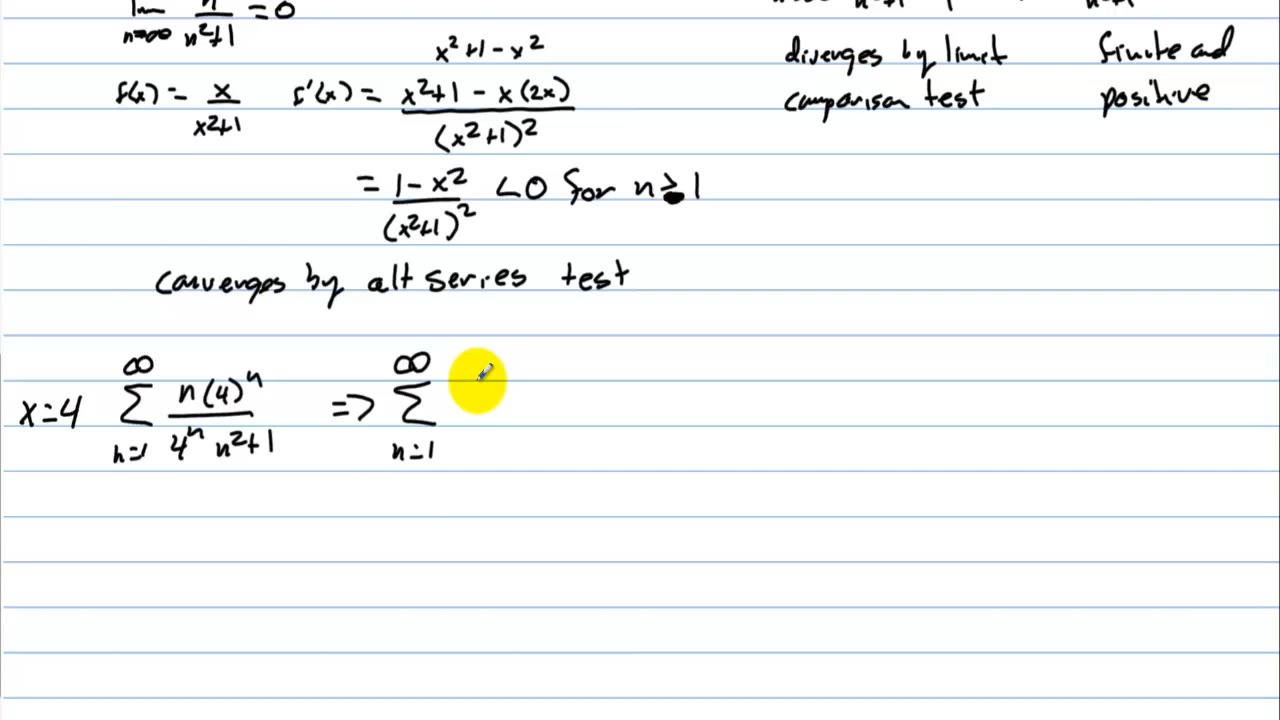 lim n→∞ n/(n²+1) = 0
x²+1-x²
f(x) = x/(x²+1) f'(x) = (x²+1 - x(2x))/(x²+1)²
= (1-x²)/(x²+1)² <0 for n ≥ 1
diverges by limit
comparison test
finite and
positive
converges by alt series test
x=4 ∞∑n=1 n(4)ⁿ/(4ⁿ n²+1) => ∞∑n=1